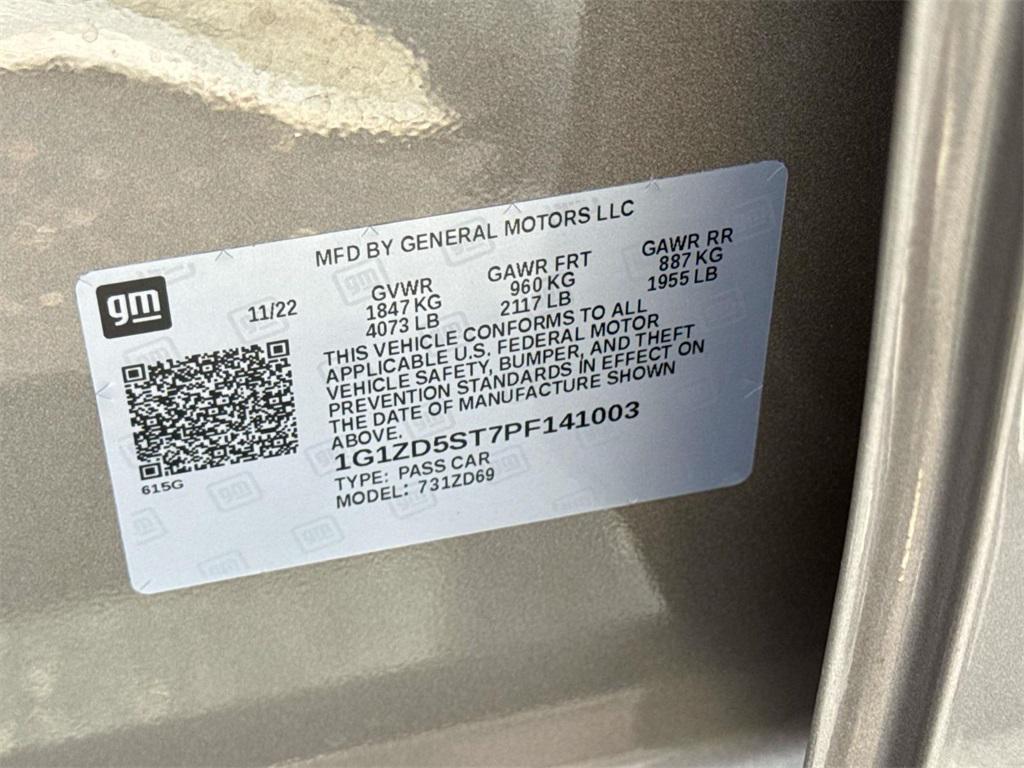 MFD BY GENERAL MOTORS LLC
gm
11/22
GVWR GAWR FRT GAWR RR
1847 KG 960 KG 887 KG
4073 LB 2117 LB 1955 LB
THIS VEHICLE CONFORMS TO ALL
APPLICABLE U.S. FEDERAL MOTOR
VEHICLE SAFETY, BUMPER, AND THEFT
PREVENTION STANDARDS IN EFFECT ON
THE DATE OF MANUFACTURE SHOWN
ABOVE.
1G1ZD5ST7PF141003
TYPE: PASS CAR
MODEL: 731ZD69
615G